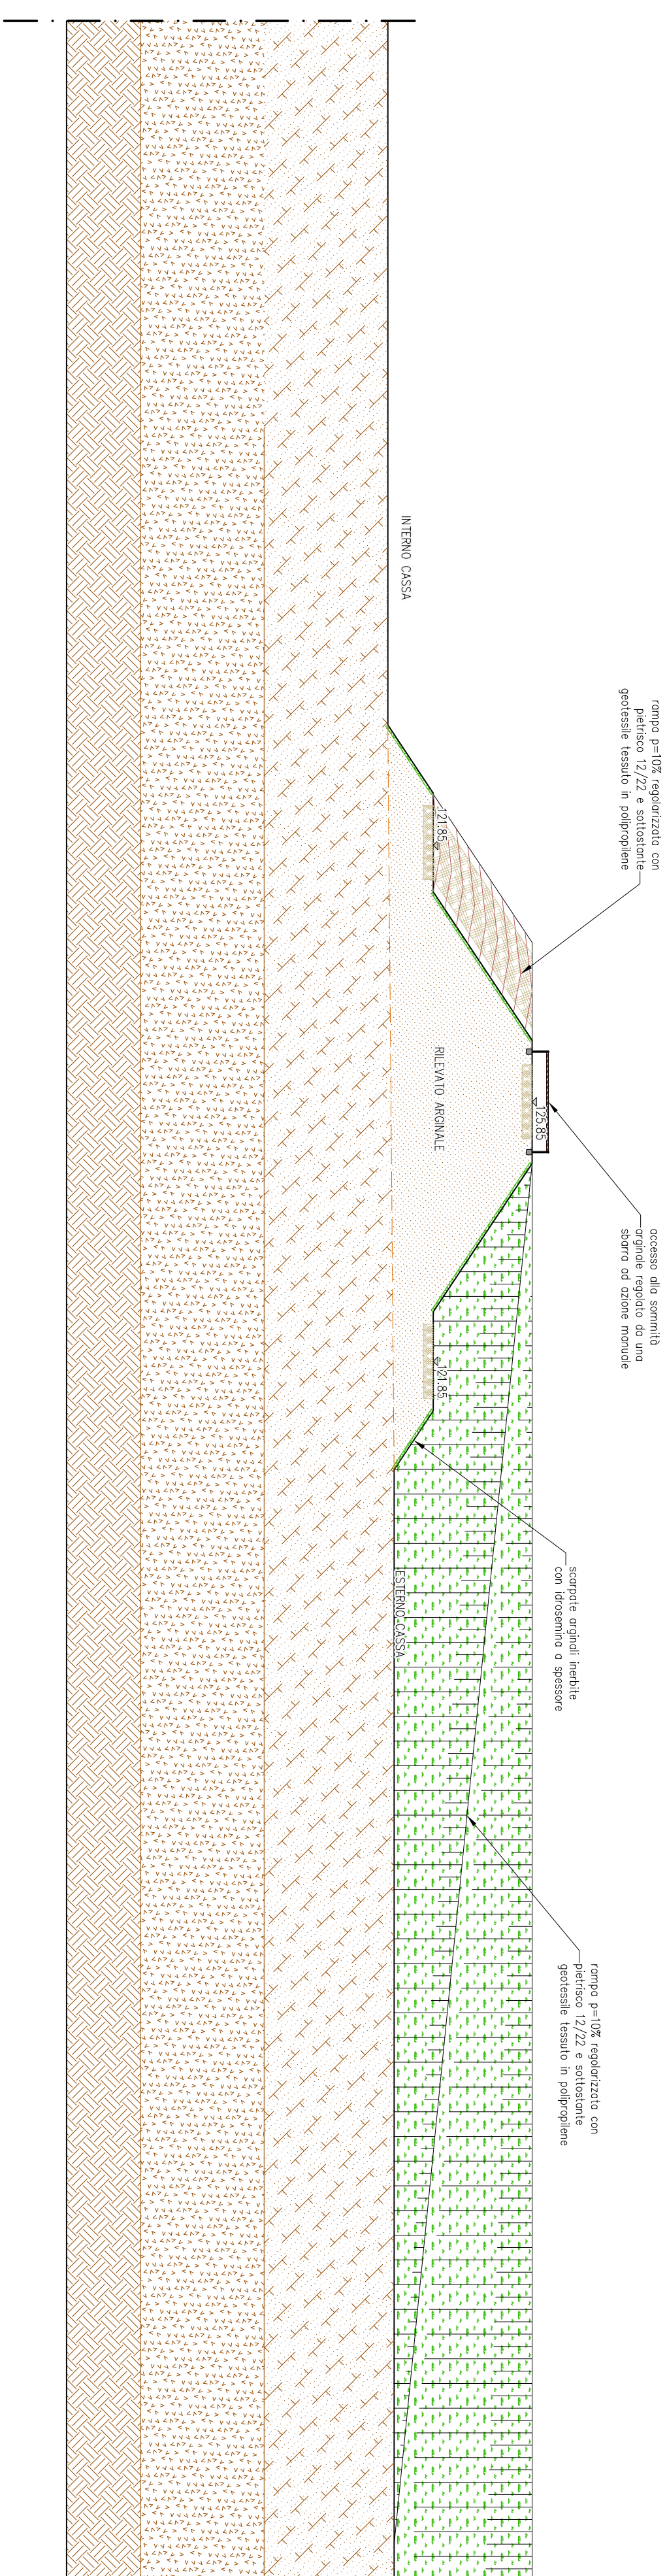 rampa p=10% regolarizzata con
pietrisco 12/22 e sottostante
geotessile tessuto in polipropilene
accesso alla sommità
arginale regolato da una
sbarra ad azione manuale
rampa p=10% regolarizzata con
pietrisco 12/22 e sottostante
geotessile tessuto in polipropilene
scarpate arginali inerbite
con idrosemina a spessore
125.85
121.85
RILEVATO ARGINALE
121.85
INTERNO CASSA
ESTERNO CASSA